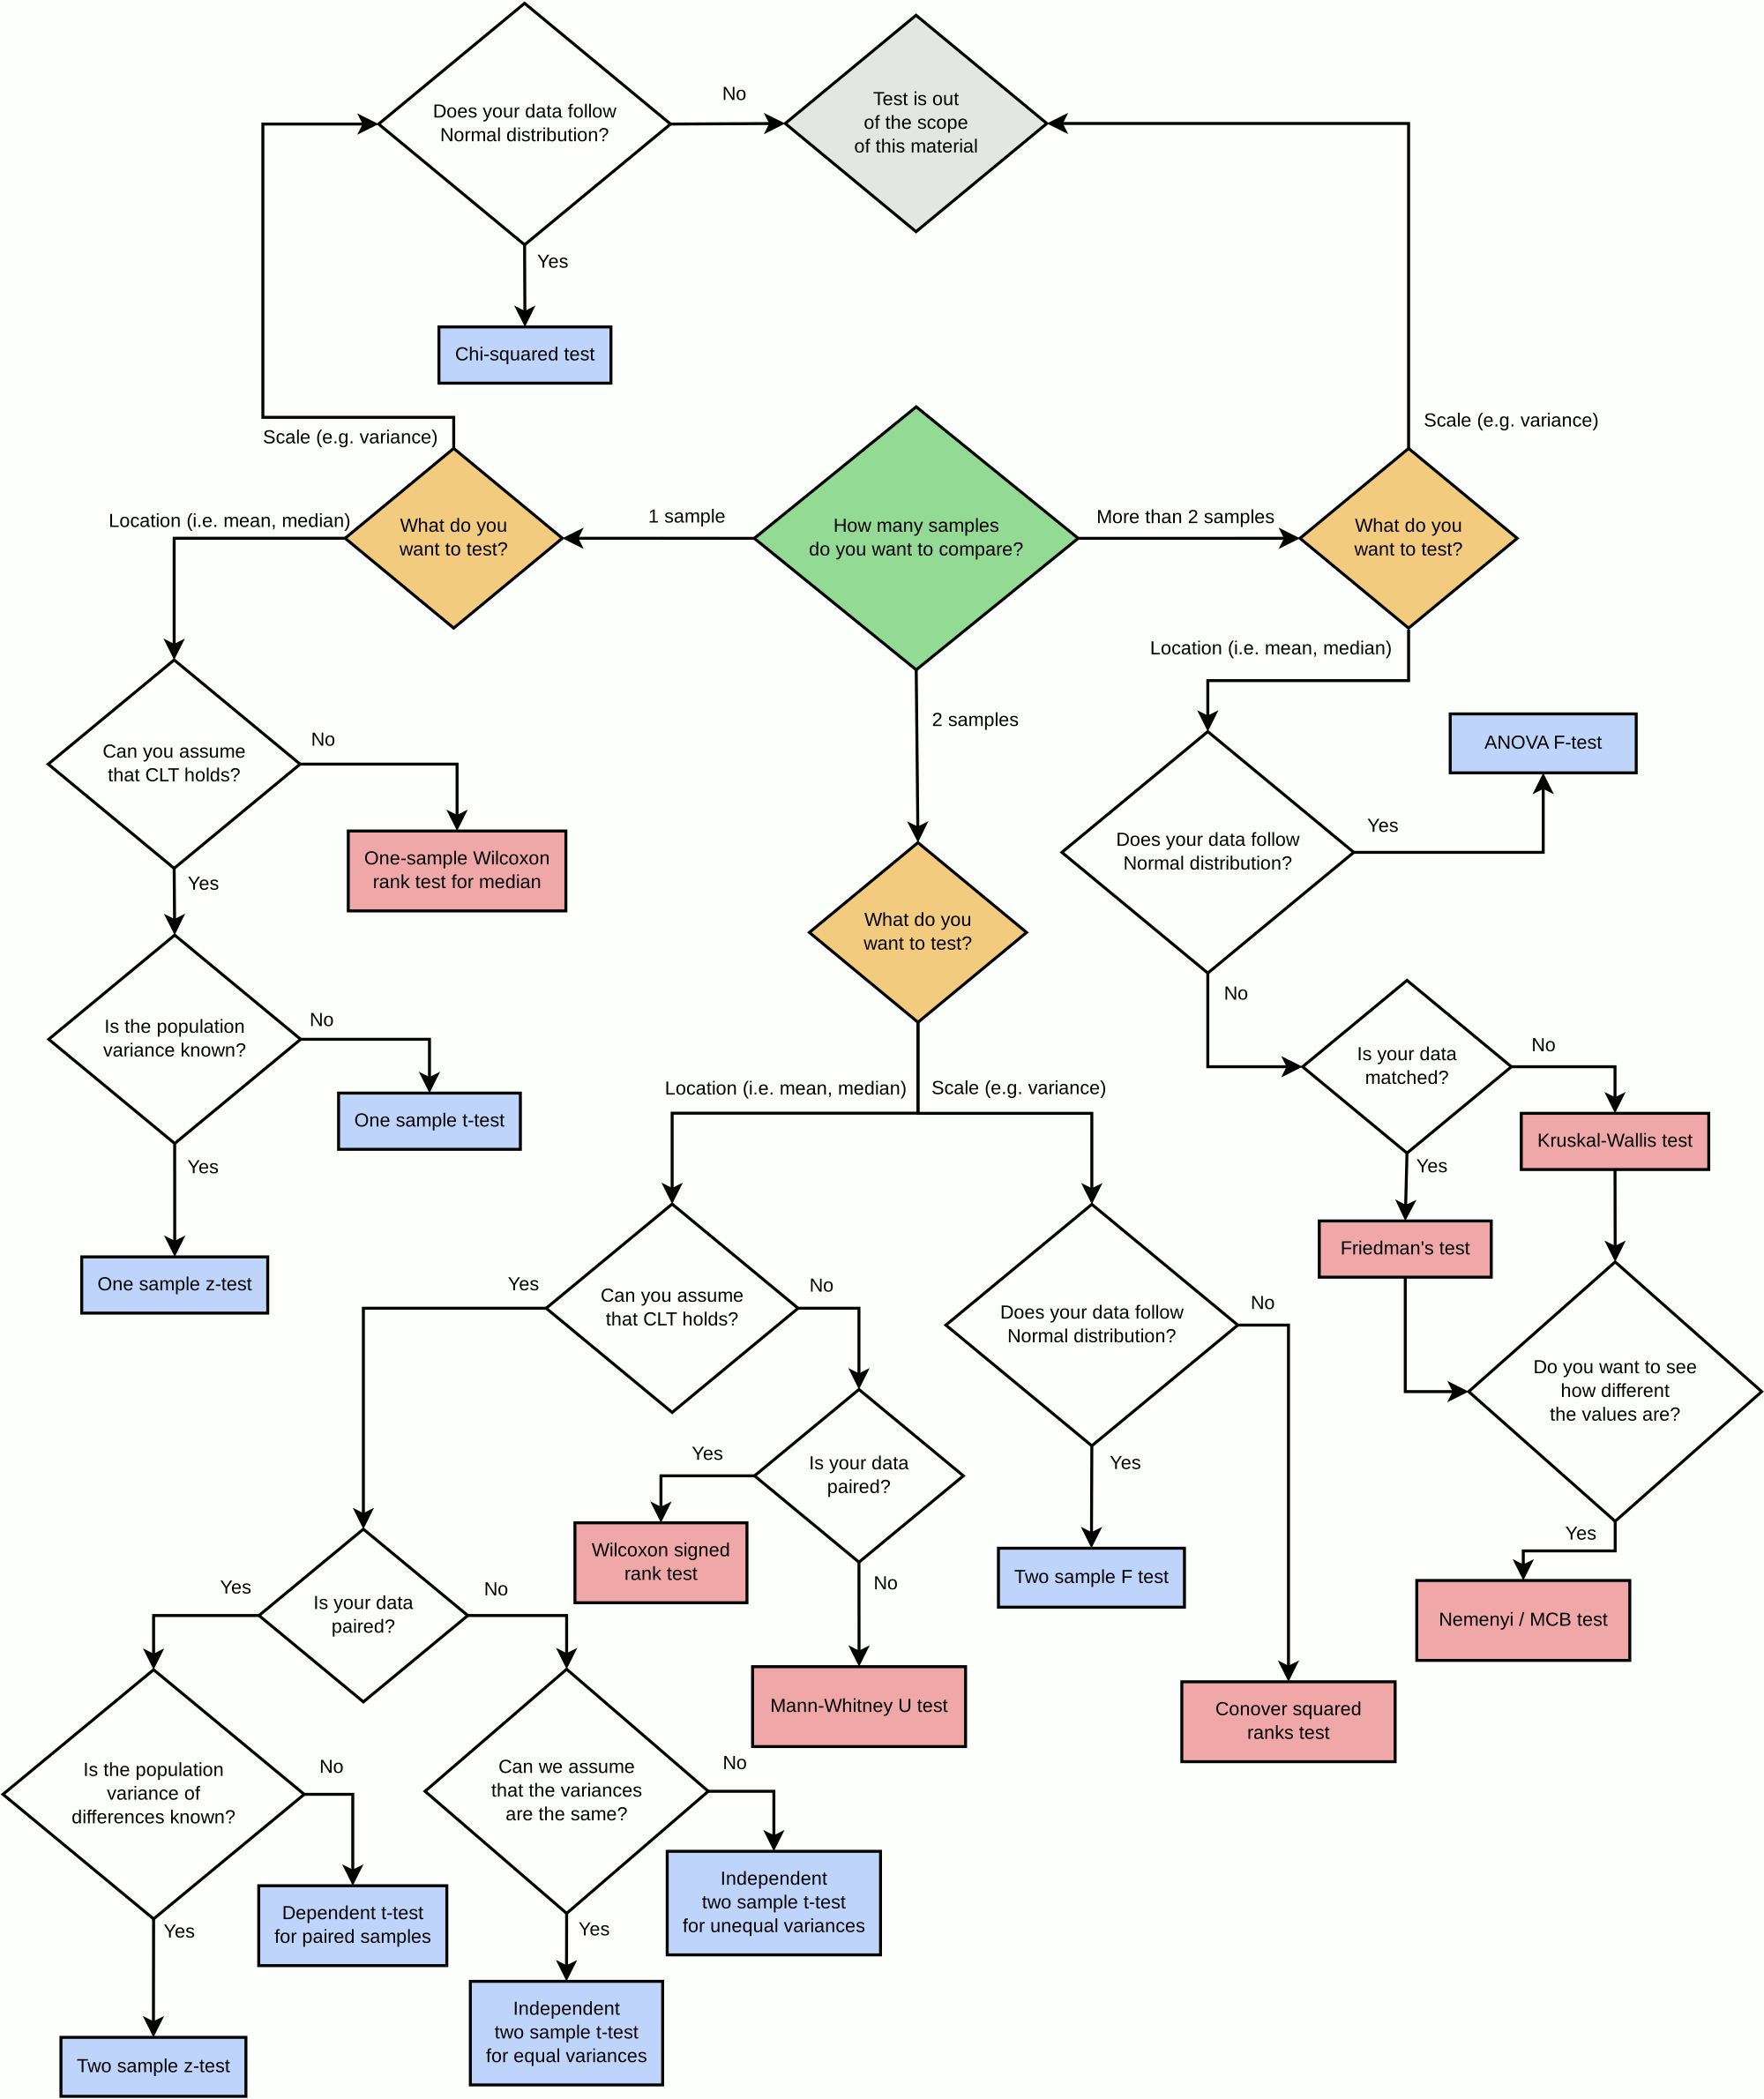 Does your data follow
Normal distribution?
No
Test is out
of the scope
of this material
Yes
Chi-squared test
Scale (e.g. variance)
Scale (e.g. variance)
Location (i.e. mean, median)
What do you
want to test?
1 sample
How many samples
do you want to compare?
More than 2 samples
What do you
want to test?
Location (i.e. mean, median)
2 samples
ANOVA F-test
Can you assume
that CLT holds?
No
One-sample Wilcoxon
rank test for median
Yes
Does your data follow
Normal distribution?
Yes
No
What do you
want to test?
Is the population
variance known?
No
One sample t-test
Yes
One sample z-test
Is your data
matched?
No
Kruskal-Wallis test
Yes
Friedman's test
Location (i.e. mean, median)
Scale (e.g. variance)
Can you assume
that CLT holds?
Yes
No
Does your data follow
Normal distribution?
No
Yes
Do you want to see
how different
the values are?
Yes
Nemenyi / MCB test
Is your data
paired?
Yes
Wilcoxon signed
rank test
No
Mann-Whitney U test
Two sample F test
Conover squared
ranks test
Is your data
paired?
Yes
No
Is the population
variance of
differences known?
No
Dependent t-test
for paired samples
Yes
Two sample z-test
Can we assume
that the variances
are the same?
No
Independent
two sample t-test
for unequal variances
Yes
Independent
two sample t-test
for equal variances